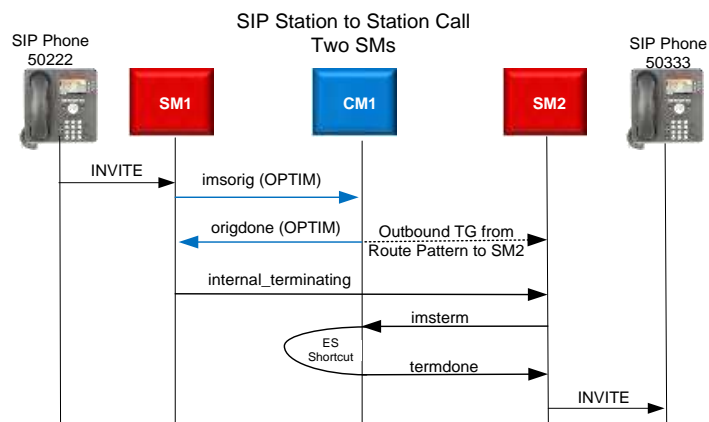 SIP Station to Station Call
Two SMs
SIP Phone
50222
SIP Phone
50333
SM1
CM1
SM2
INVITE
imsorig (OPTIM)
origdone (OPTIM)
Outbound TG from
Route Pattern to SM2
internal_terminating
imsterm
ES
Shortcut
termdone
INVITE